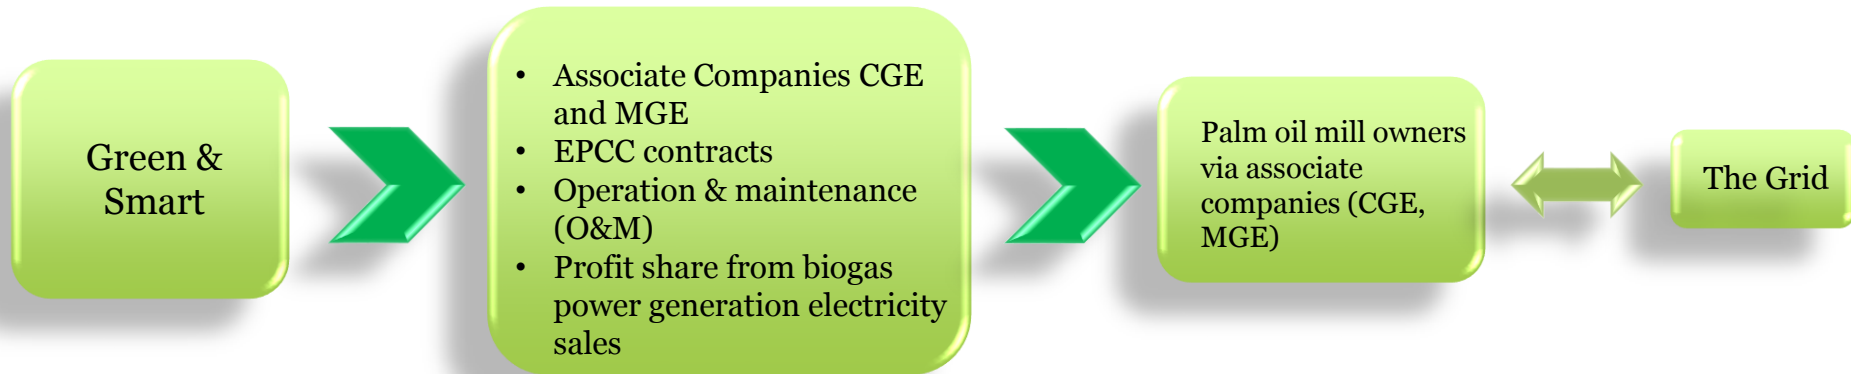 Green &
Smart
• Associate Companies CGE
and MGE
• EPCC contracts
• Operation & maintenance
(O&M)
• Profit share from biogas
power generation electricity
sales
Palm oil mill owners
via associate
companies (CGE,
MGE)
The Grid